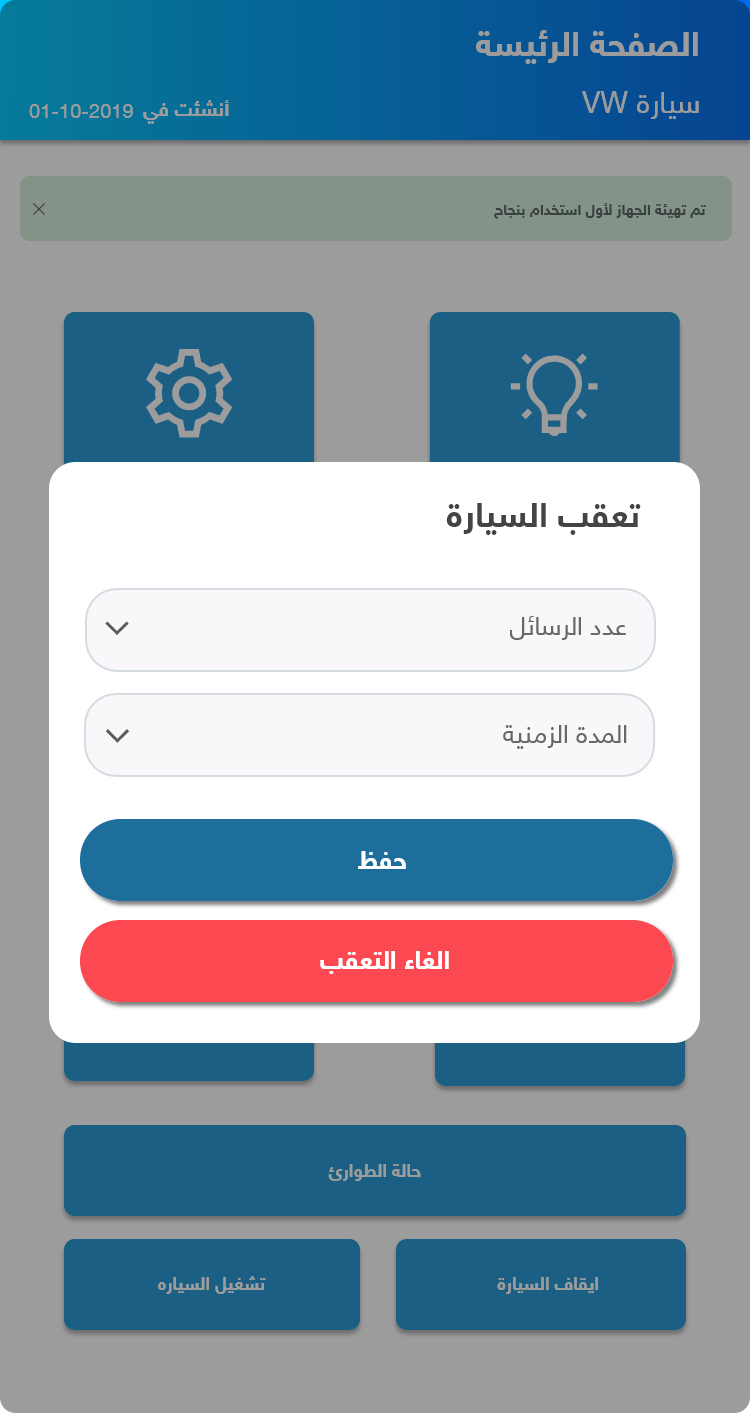 الصفحة الرئيسة
سيارة VW
أنشئت في 2019-10-01
تم تهيئة الجهاز لأول استخدام بنجاح
تعقب السيارة
عدد الرسائل
المدة الزمنية
حفظ
الغاء التعقب
حالة الطوارئ
ايقاف السيارة
تشغيل السياره